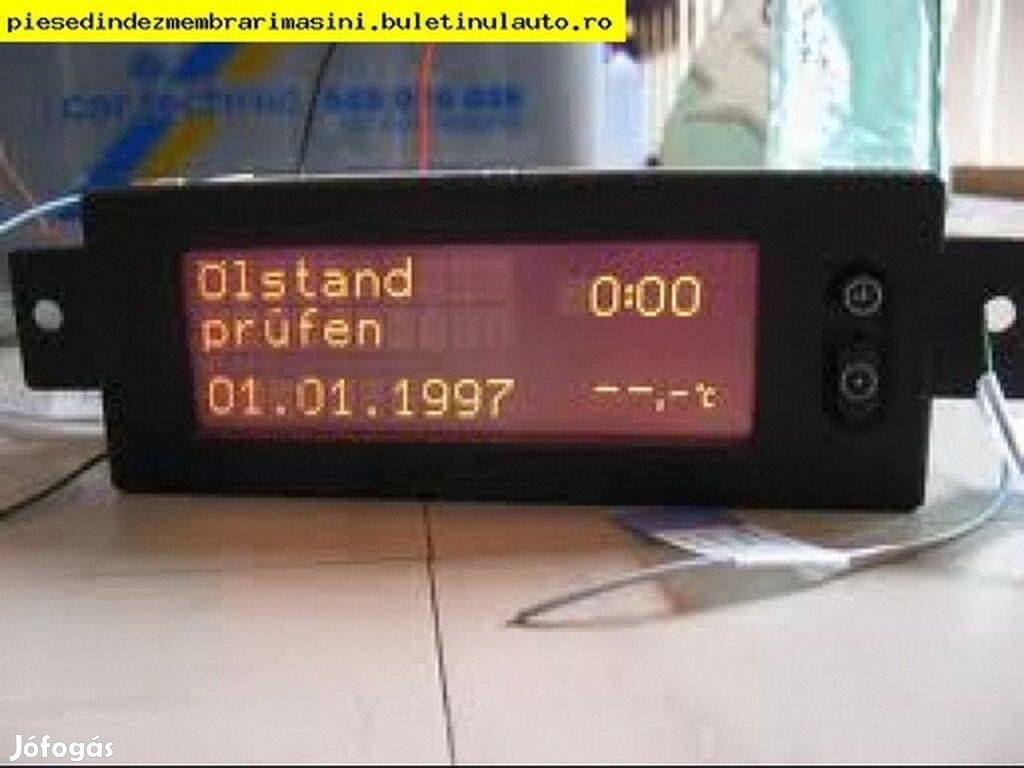 piesedindezmembrarimasini.buletinulauto.ro
Ölstand
prüfen
0:00
01.01.1997
--.-°C
Jófogás